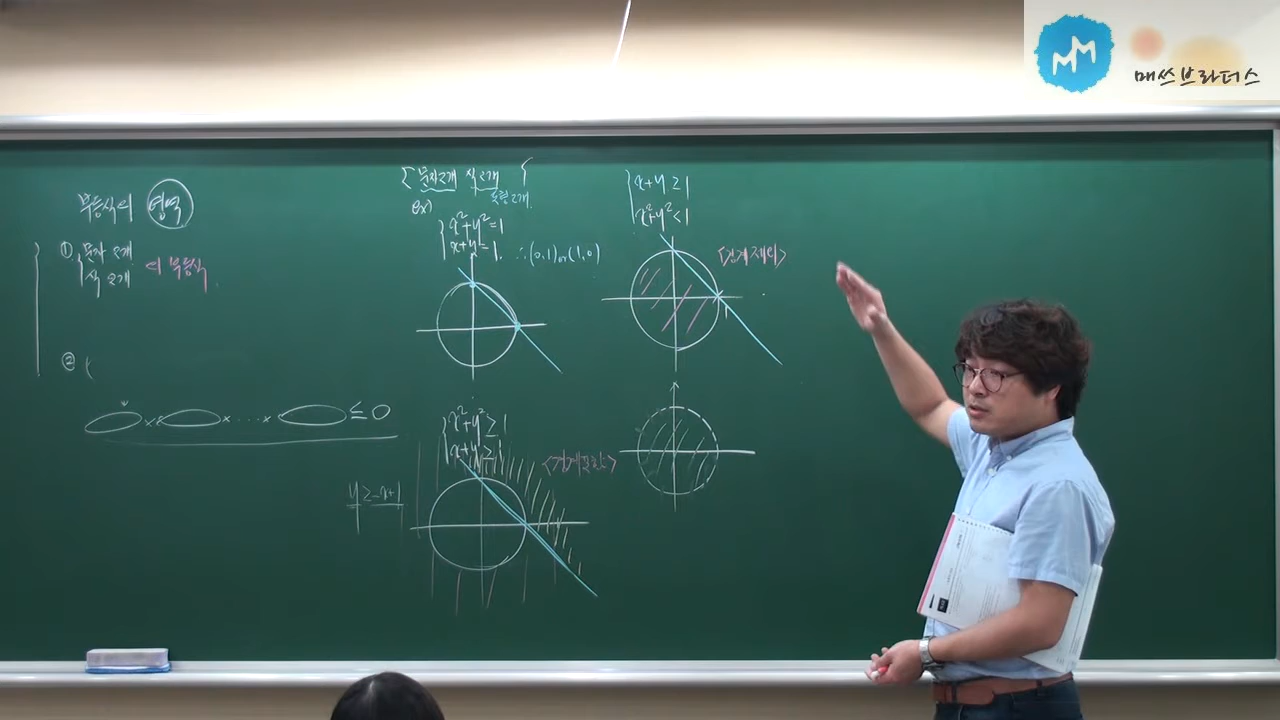 매쓰브라더스
부등식의 영역
① 문자 2개
식 2개
의 부등식
②
x x ... x ≤ 0
문자2개 식2개
ex)
x²+y²=1
x+y=1. ∴(0,1)or(1,0)
x+y≥1
x²+y²<1
<경계제외>
1
x²+y²≥1
x+y≥1
<경계포함>
y≥-x+1